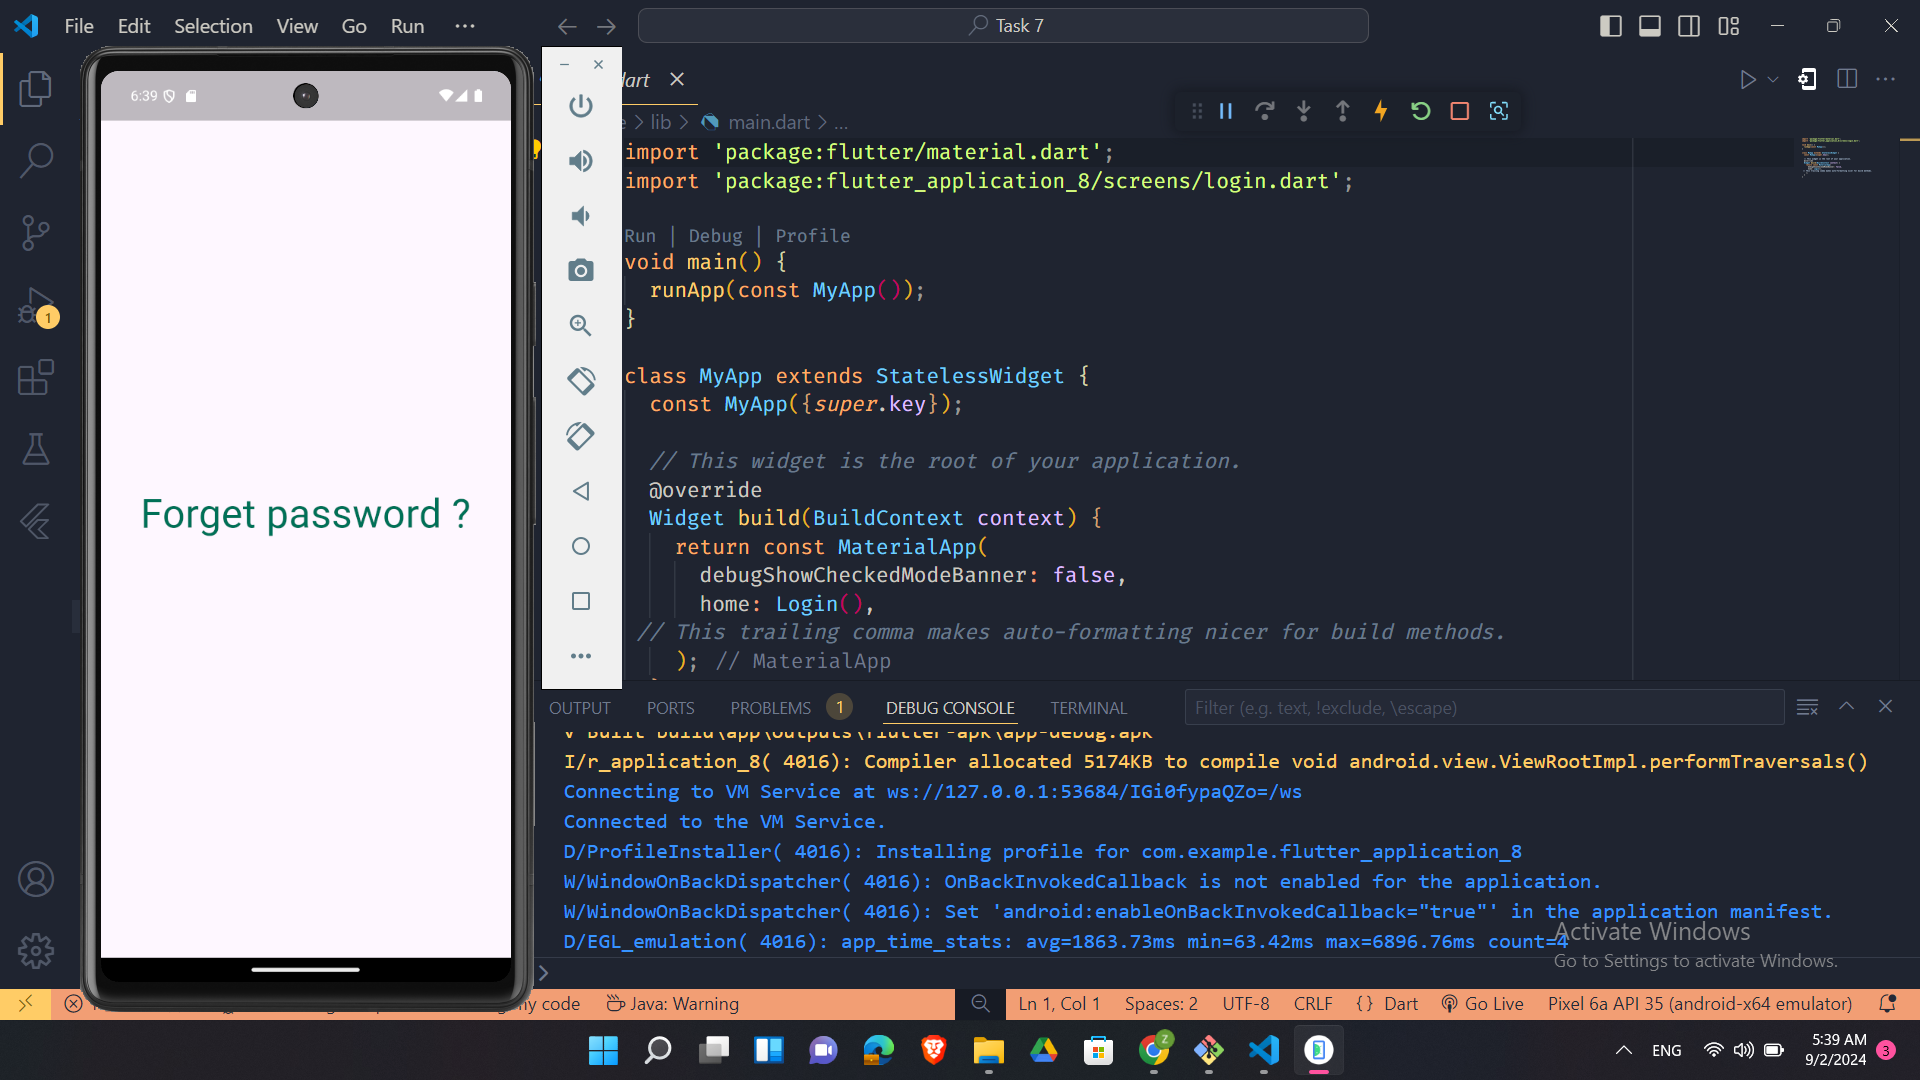 File Edit Selection View Go Run ···
Task 7
6:39
Forget password ?
dart
lib > main.dart > ...
import 'package:flutter/material.dart';
import 'package:flutter_application_8/screens/login.dart';
Run | Debug | Profile
void main() {
runApp(const MyApp());
}
class MyApp extends StatelessWidget {
const MyApp({super.key});
// This widget is the root of your application.
@override
Widget build(BuildContext context) {
return const MaterialApp(
debugShowCheckedModeBanner: false,
home: Login(),
// This trailing comma makes auto-formatting nicer for build methods.
); // MaterialApp
1
OUTPUT PORTS PROBLEMS 1 DEBUG CONSOLE TERMINAL
Filter (e.g. text, !exclude, \escape)
√ Built build\app\outputs\flutter-apk\app-debug.apk
I/r_application_8( 4016): Compiler allocated 5174KB to compile void android.view.ViewRootImpl.performTraversals()
Connecting to VM Service at ws://127.0.0.1:53684/IGi0fypaQZo=/ws
Connected to the VM Service.
D/ProfileInstaller( 4016): Installing profile for com.example.flutter_application_8
W/WindowOnBackDispatcher( 4016): OnBackInvokedCallback is not enabled for the application.
W/WindowOnBackDispatcher( 4016): Set 'android:enableOnBackInvokedCallback="true"' in the application manifest.
D/EGL_emulation( 4016): app_time_stats: avg=1863.73ms min=63.42ms max=6896.76ms count=4
Activate Windows
Go to Settings to activate Windows.
code Java: Warning Ln 1, Col 1 Spaces: 2 UTF-8 CRLF {} Dart Go Live Pixel 6a API 35 (android-x64 emulator)
Z
ENG
5:39 AM
9/2/2024
3